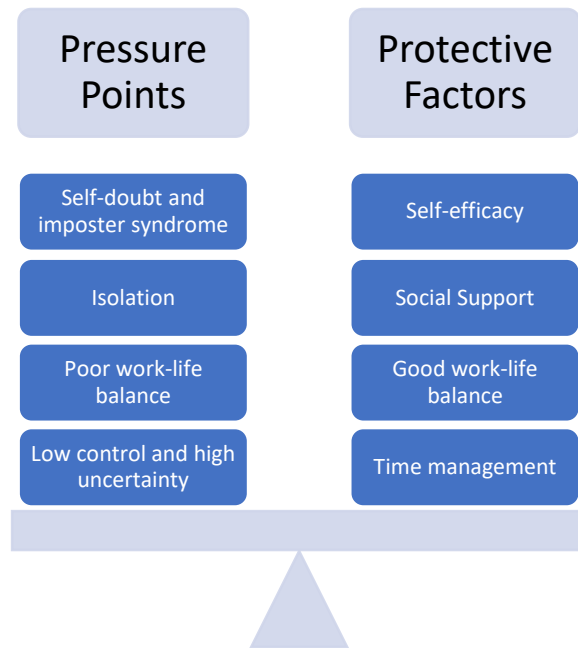 Pressure
Points
Protective
Factors
Self-doubt and
imposter syndrome
Self-efficacy
Isolation
Social Support
Poor work-life
balance
Good work-life
balance
Low control and high
uncertainty
Time management